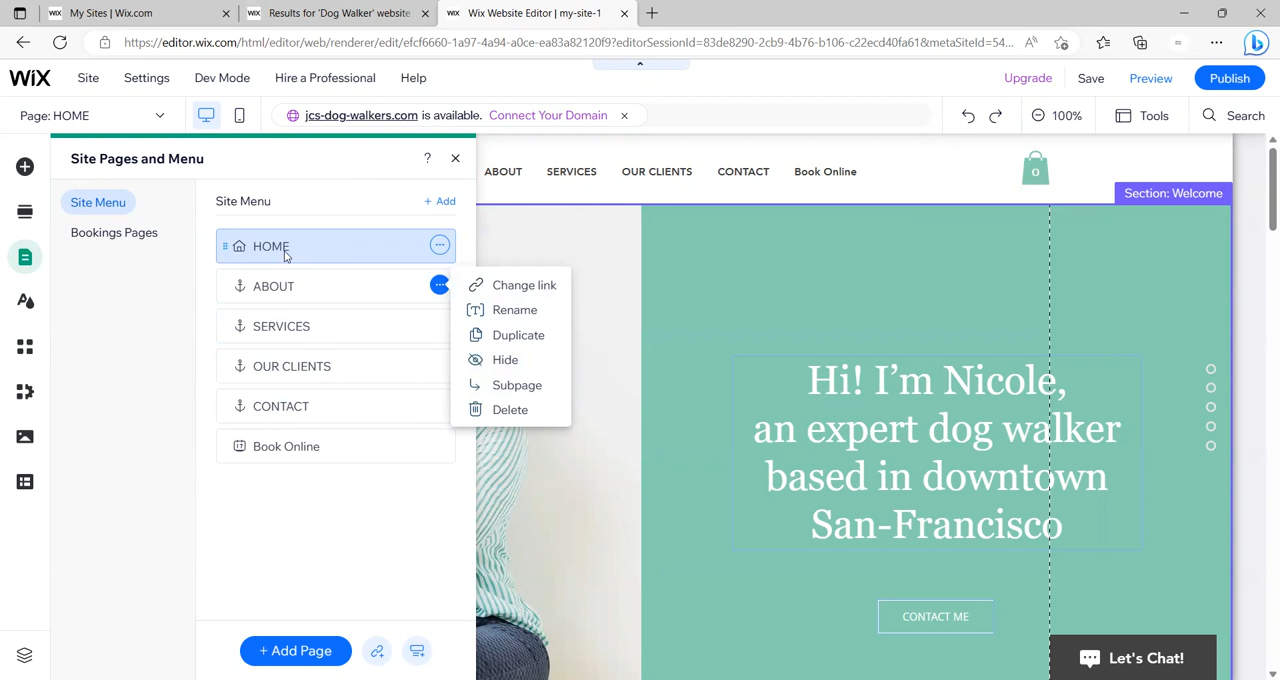 WiX My Sites | Wix.com
WiX Results for 'Dog Walker' website
WiX Wix Website Editor | my-site-1
https://editor.wix.com/html/editor/web/renderer/edit/efcf6660-1a97-4a94-a0ce-ea83a82120f9?editorSessionId=83de8290-2cb9-4b76-b106-c22ecd40fa61&metaSiteId=54...
WiX Site Settings Dev Mode Hire a Professional Help Upgrade Save Preview Publish
Page: HOME
jcs-dog-walkers.com is available. Connect Your Domain
100% Tools Search
Site Pages and Menu ?
Site Menu
Bookings Pages
Site Menu + Add
HOME
ABOUT
SERVICES
OUR CLIENTS
CONTACT
Book Online
+ Add Page
Change link
Rename
Duplicate
Hide
Subpage
Delete
ABOUT SERVICES OUR CLIENTS CONTACT Book Online
0
Section: Welcome
Hi! I'm Nicole,
an expert dog walker
based in downtown
San-Francisco
CONTACT ME
Let's Chat!